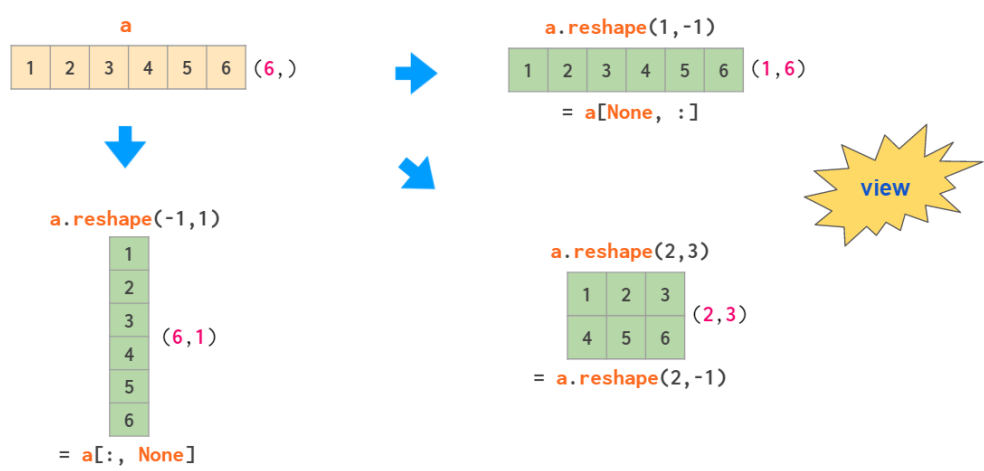 a
1 2 3 4 5 6 (6,)
a.reshape(1,-1)
1 2 3 4 5 6 (1,6)
= a[None, :]
view
a.reshape(-1,1)
1
2
3
4
5
6
(6,1)
= a[:, None]
a.reshape(2,3)
1 2 3
4 5 6
(2,3)
= a.reshape(2,-1)